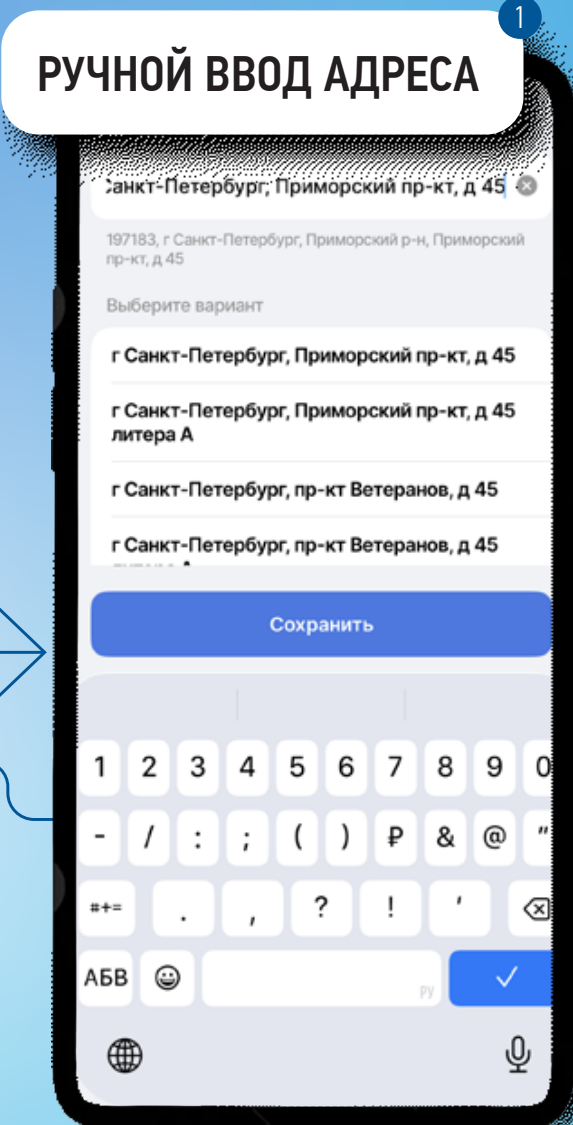 1
РУЧНОЙ ВВОД АДРЕСА
Санкт-Петербург, Приморский пр-кт, д 45
197183, г Санкт-Петербург, Приморский р-н, Приморский
пр-кт, д 45
Выберите вариант
г Санкт-Петербург, Приморский пр-кт, д 45
г Санкт-Петербург, Приморский пр-кт, д 45
литера А
г Санкт-Петербург, пр-кт Ветеранов, д 45
г Санкт-Петербург, пр-кт Ветеранов, д 45
Сохранить
1 2 3 4 5 6 7 8 9 0
- / : ; ( ) ₽ & @ "
#+= . , ? ! '
АБВ РУ